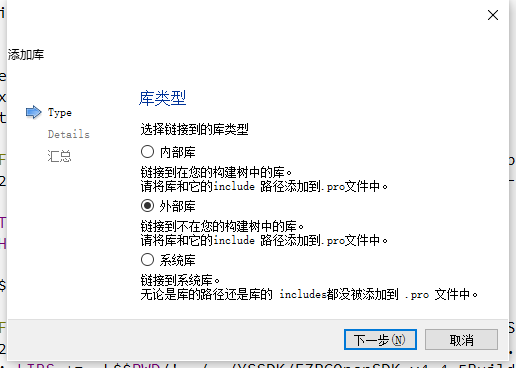 添加库
库类型
Type
Details
汇总
选择链接到的库类型
内部库
链接到在您的构建树中的库。
请将库和它的include 路径添加到.pro文件中。
外部库
链接到不在您的构建树中的库。
请将库和它的include 路径添加到.pro文件中。
系统库
链接到系统库。
无论是库的路径还是库的 includes都没被添加到 .pro 文件中。
下一步(N)
取消